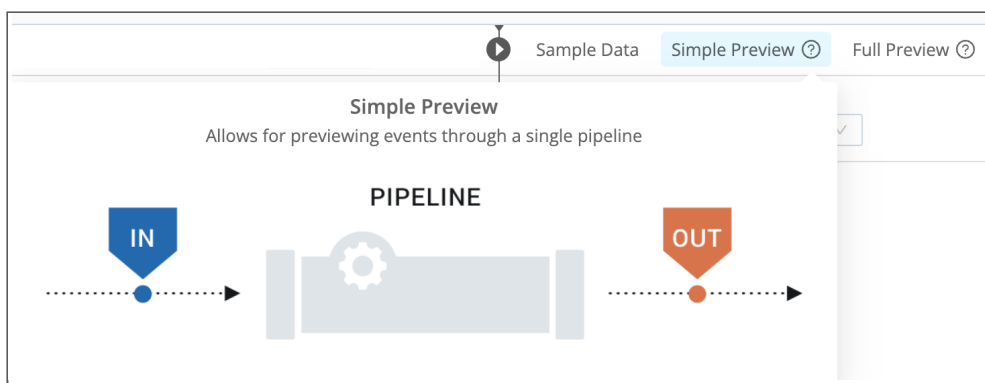 Sample Data Simple Preview ? Full Preview ?
Simple Preview
Allows for previewing events through a single pipeline
PIPELINE
IN OUT